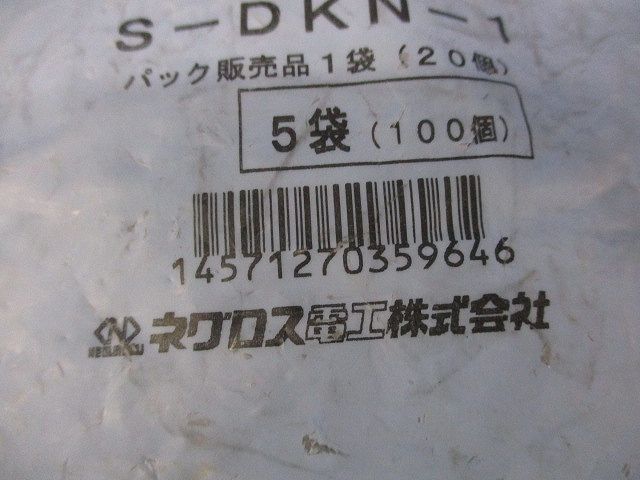 S-DKN-1
パック販売品1袋(20個)
5袋(100個)
14571270359646
ネグロス電工株式会社